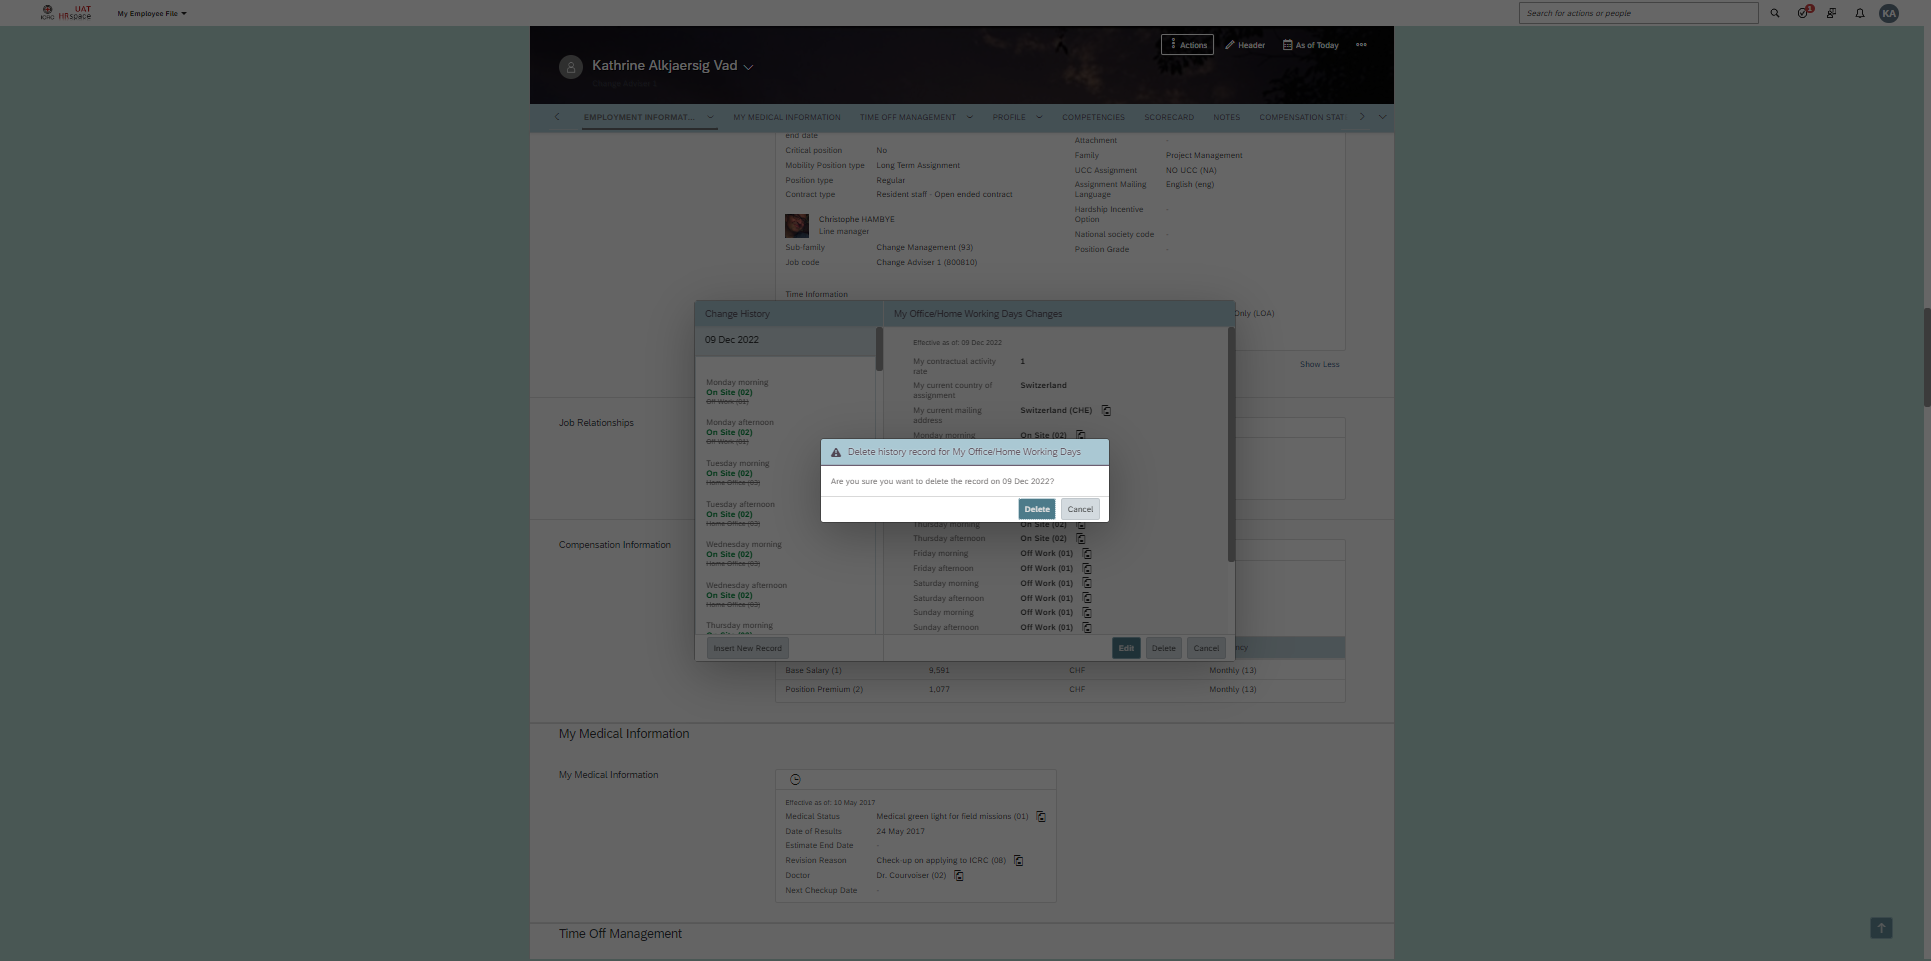 ICRC
UAT
HRspace
My Employee File
Search for actions or people
1
KA
Actions
Header
As of Today
Kathrine Alkjaersig Vad
Change Adviser 1
EMPLOYMENT INFORMAT...
MY MEDICAL INFORMATION
TIME OFF MANAGEMENT
PROFILE
COMPETENCIES
SCORECARD
NOTES
COMPENSATION STAT
end date
Critical position No
Mobility Position type Long Term Assignment
Position type Regular
Contract type Resident staff - Open ended contract
Christophe HAMBYE
Line manager
Sub-family Change Management (93)
Job code Change Adviser 1 (800810)
Time Information
Attachment -
Family Project Management
UCC Assignment NO UCC (NA)
Assignment Mailing English (eng)
Language
Hardship Incentive -
Option
National society code -
Position Grade -
Only (LOA)
Show Less
Change History
09 Dec 2022
Monday morning
On Site (02)
Off Work (01)
Monday afternoon
On Site (02)
Off Work (01)
Tuesday morning
On Site (02)
Home Office (03)
Tuesday afternoon
On Site (02)
Home Office (03)
Wednesday morning
On Site (02)
Home Office (03)
Wednesday afternoon
On Site (02)
Home Office (03)
Thursday morning
On Site (02)
Insert New Record
My Office/Home Working Days Changes
Effective as of: 09 Dec 2022
My contractual activity 1
rate
My current country of Switzerland
assignment
My current mailing Switzerland (CHE)
address
Monday morning On Site (02)
Delete history record for My Office/Home Working Days
Are you sure you want to delete the record on 09 Dec 2022?
Delete
Cancel
Thursday morning On Site (02)
Thursday afternoon On Site (02)
Friday morning Off Work (01)
Friday afternoon Off Work (01)
Saturday morning Off Work (01)
Saturday afternoon Off Work (01)
Sunday morning Off Work (01)
Sunday afternoon Off Work (01)
Edit
Delete
Cancel
Job Relationships
Compensation Information
ncy
Base Salary (1) 9,591 CHF Monthly (13)
Position Premium (2) 1,077 CHF Monthly (13)
My Medical Information
My Medical Information
Effective as of: 10 May 2017
Medical Status Medical green light for field missions (01)
Date of Results 24 May 2017
Estimate End Date -
Revision Reason Check-up on applying to ICRC (08)
Doctor Dr. Courvoiser (02)
Next Checkup Date -
Time Off Management